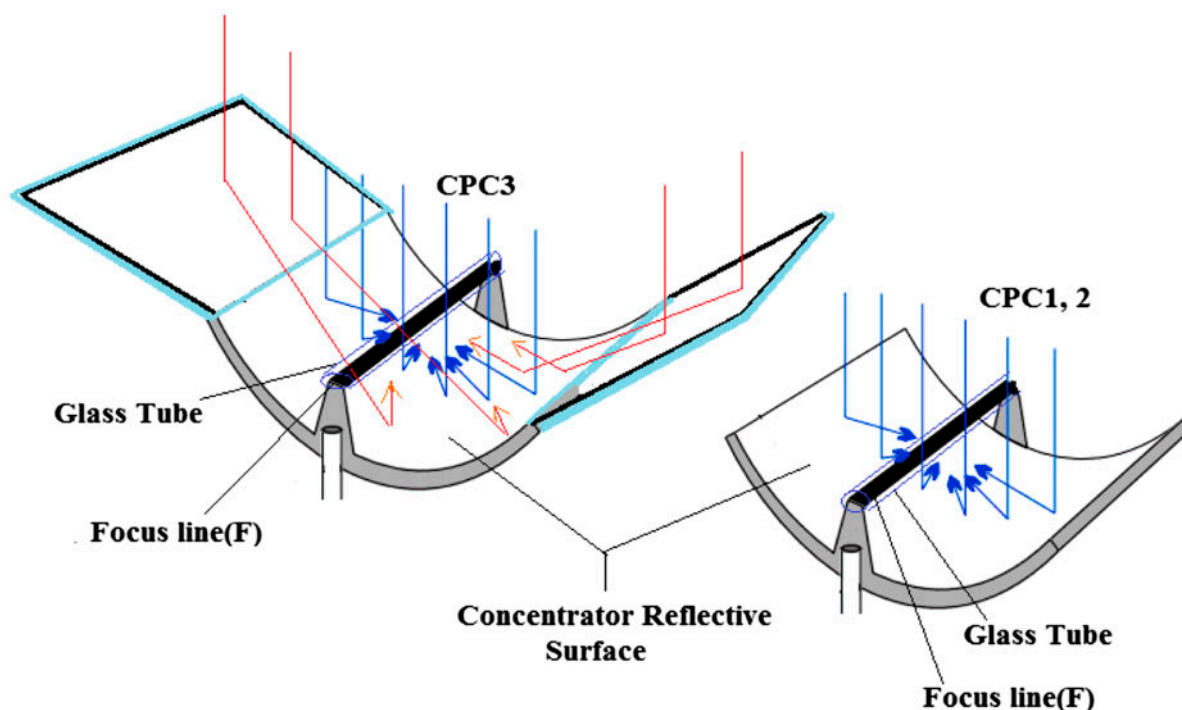 CPC3
CPC1, 2
Glass Tube
Focus line(F)
Concentrator Reflective
Surface
Glass Tube
Focus line(F)